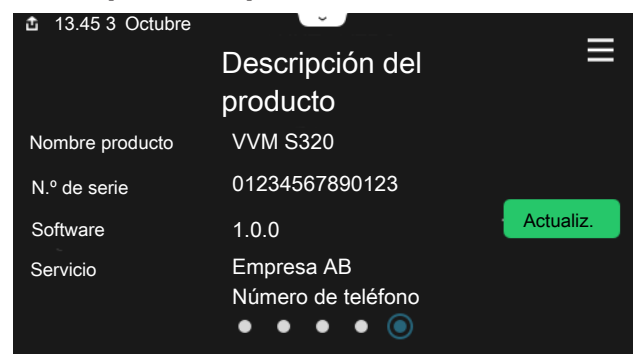 13.45 3 Octubre
Descripción del
producto
Nombre producto VVM S320
N.º de serie 01234567890123
Software 1.0.0 Actualiz.
Servicio Empresa AB
Número de teléfono